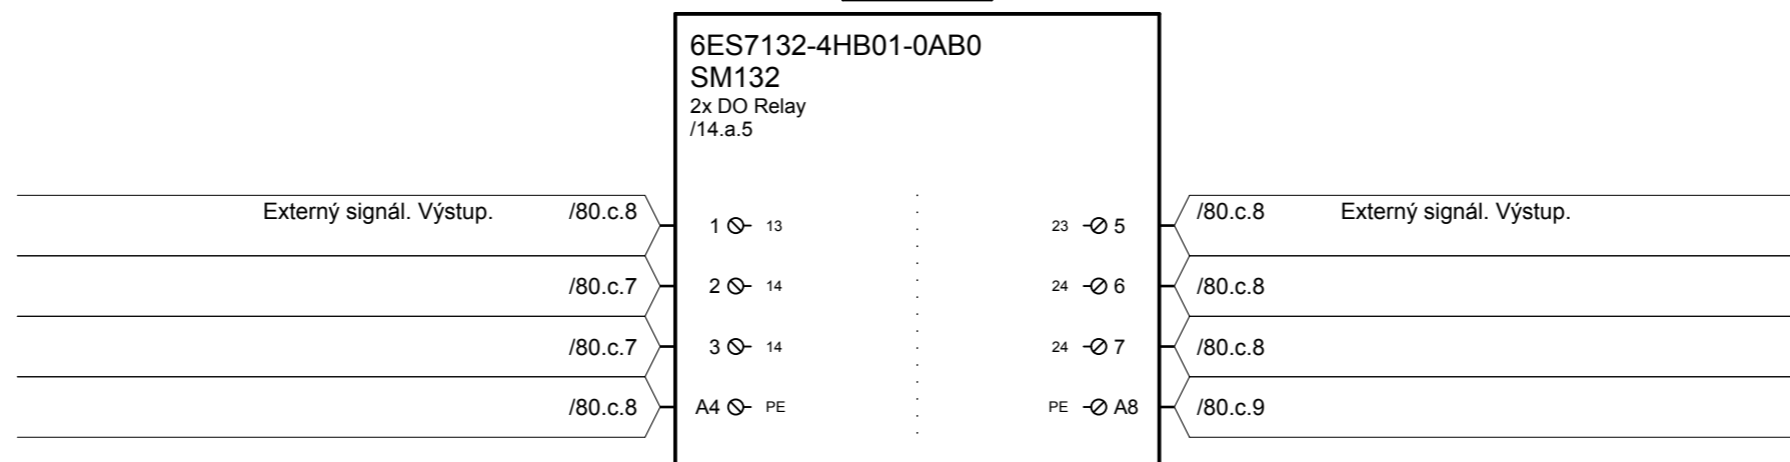 6ES7132-4HB01-0AB0
SM132
2x DO Relay
/14.a.5
Externý signál. Výstup. /80.c.8 1 13 23 5 /80.c.8 Externý signál. Výstup.
/80.c.7 2 14 24 6 /80.c.8
/80.c.7 3 14 24 7 /80.c.8
/80.c.8 A4 PE PE A8 /80.c.9